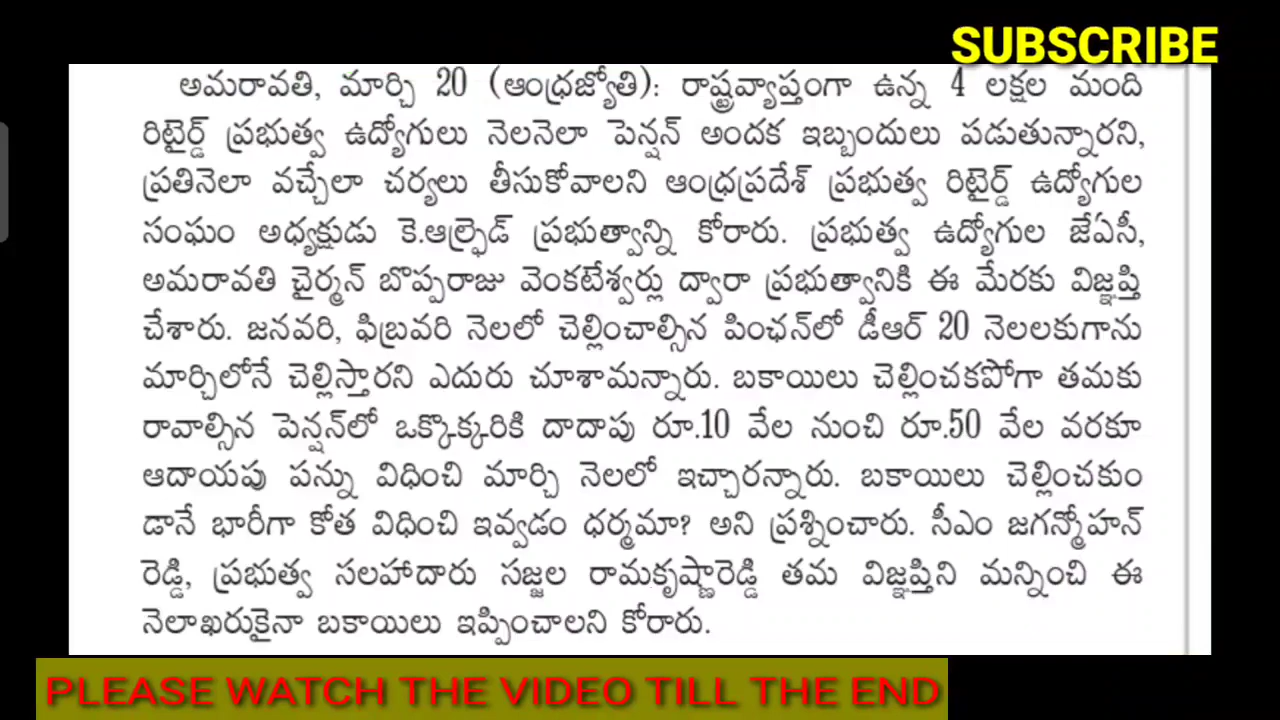 SUBSCRIBE
అమరావతి, మార్చి 20 (ఆంధ్రజ్యోతి): రాష్ట్రవ్యాప్తంగా ఉన్న 4 లక్షల మంది
రిటైర్డ్ ప్రభుత్వ ఉద్యోగులు నెలనెలా పెన్షన్ అందక ఇబ్బందులు పడుతున్నారని,
ప్రతినెలా వచ్చేలా చర్యలు తీసుకోవాలని ఆంధ్రప్రదేశ్ ప్రభుత్వ రిటైర్డ్ ఉద్యోగుల
సంఘం అధ్యక్షుడు కె.ఆల్ఫ్రెడ్ ప్రభుత్వాన్ని కోరారు. ప్రభుత్వ ఉద్యోగుల జేఏసీ,
అమరావతి చైర్మన్ బొప్పరాజు వెంకటేశ్వర్లు ద్వారా ప్రభుత్వానికి ఈ మేరకు విజ్ఞప్తి
చేశారు. జనవరి, ఫిబ్రవరి నెలలో చెల్లించాల్సిన పింఛన్‌లో డీఆర్ 20 నెలలకుగాను
మార్చిలోనే చెల్లిస్తారని ఎదురు చూశామన్నారు. బకాయిలు చెల్లించకపోగా తమకు
రావాల్సిన పెన్షన్‌లో ఒక్కొక్కరికి దాదాపు రూ.10 వేల నుంచి రూ.50 వేల వరకూ
ఆదాయపు పన్ను విధించి మార్చి నెలలో ఇచ్చారన్నారు. బకాయిలు చెల్లించకుం
డానే భారీగా కోత విధించి ఇవ్వడం ధర్మమా? అని ప్రశ్నించారు. సీఎం జగన్మోహన్
రెడ్డి, ప్రభుత్వ సలహాదారు సజ్జల రామకృష్ణారెడ్డి తమ విజ్ఞప్తిని మన్నించి ఈ
నెలాఖరుకైనా బకాయిలు ఇప్పించాలని కోరారు.
PLEASE WATCH THE VIDEO TILL THE END